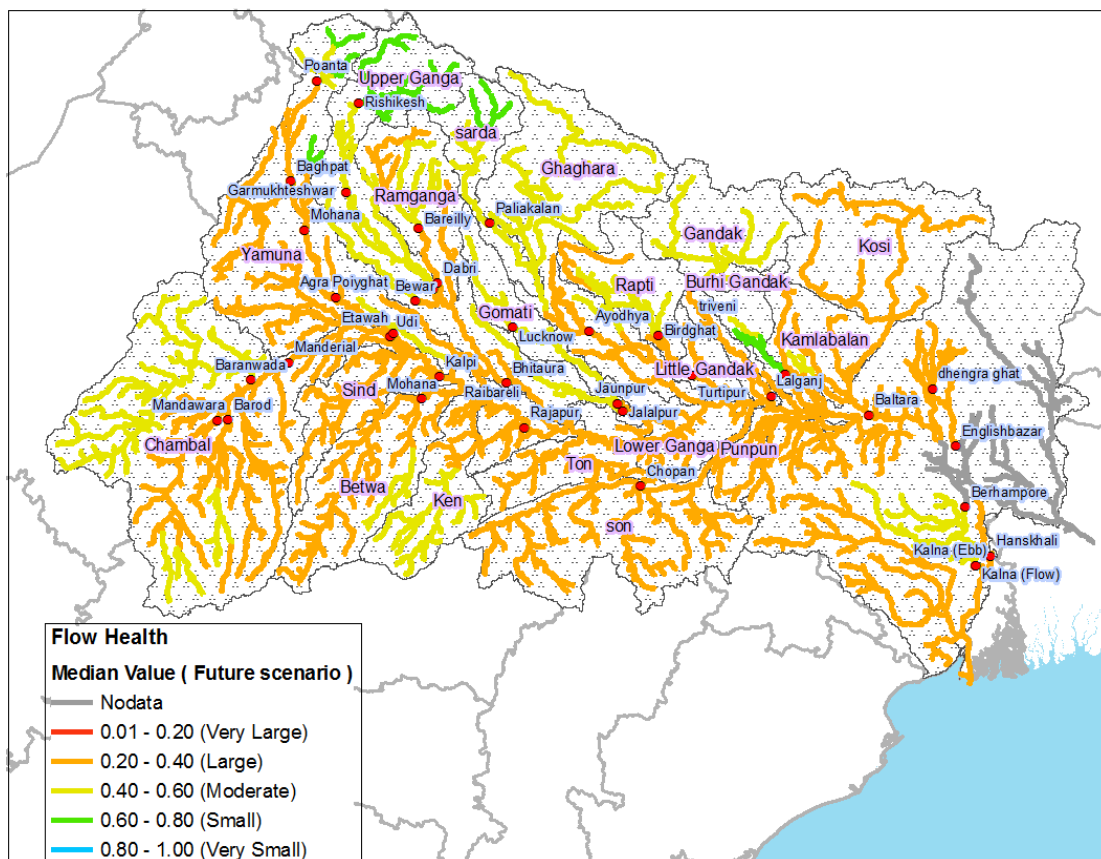 Poanta
Upper Ganga
Rishikesh
sarda
Baghpat
Ghaghara
Garmukhteshwar
Ramganga
Mohana
Bareilly
Paliakalan
Gandak
Kosi
Yamuna
Dabri
Burhi Gandak
Agra Poiyghat
Bewar
Rapti
triveni
Gomati
Etawah
Udi
Ayodhya
Lucknow
Birdghat
Kamlabalan
Manderial
Baranwada
Kalpi
Bhitaura
Little Gandak
Lalganj
dhengra ghat
Sind
Mohana
Raibareli
Jaunpur
Turtipur
Mandawara
Barod
Rajapur
Jalalpur
Baltara
Chambal
Lower Ganga
Punpun
Englishbazar
Ton
Chopan
Betwa
Ken
son
Berhampore
Hanskhali
Kalna (Ebb)
Kalna (Flow)
Flow Health
Median Value ( Future scenario )
Nodata
0.01 - 0.20 (Very Large)
0.20 - 0.40 (Large)
0.40 - 0.60 (Moderate)
0.60 - 0.80 (Small)
0.80 - 1.00 (Very Small)